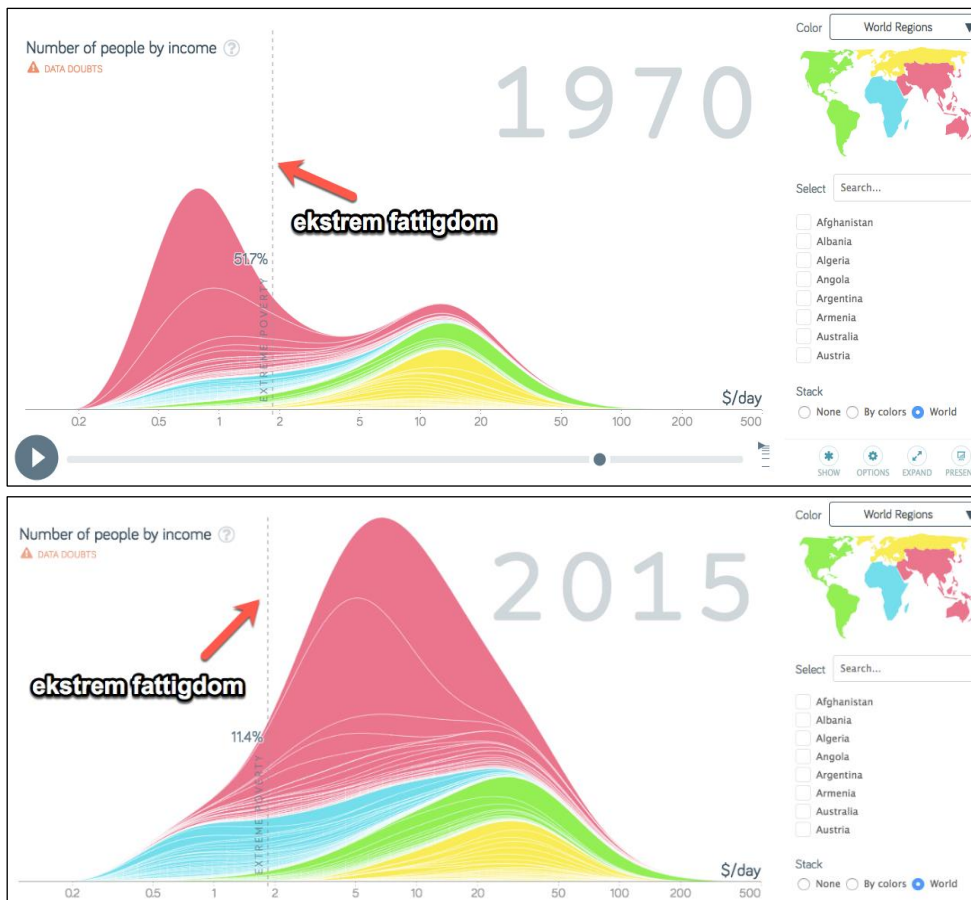 Number of people by income ?
DATA DOUBTS
1970
ekstrem fattigdom
51.7%
EXTREME POVERTY
$/day
0.2 0.5 1 2 5 10 20 50 100 200 500
Color World Regions
Select Search...
Afghanistan
Albania
Algeria
Angola
Argentina
Armenia
Australia
Austria
Stack
None By colors World
SHOW OPTIONS EXPAND PRESEN
Number of people by income ?
DATA DOUBTS
2015
ekstrem fattigdom
11.4%
EXTREME POVERTY
$/day
0.2 0.5 1 2 5 10 20 50 100 200 500
Color World Regions
Select Search...
Afghanistan
Albania
Algeria
Angola
Argentina
Armenia
Australia
Austria
Stack
None By colors World